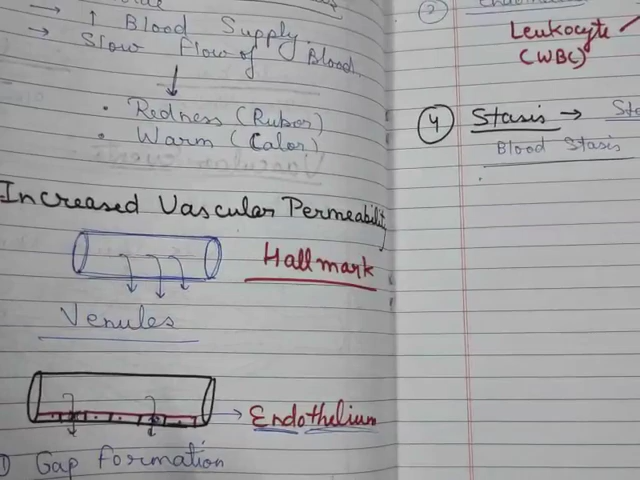 → ↑ Blood Supply.
→ Slow flow of Blood.
• Redness (Rubor)
• Warm (Calor)
Increased Vascular Permeability
Hallmark
Venules
→ Endothelium
Gap formation
Leukocyte
(WBC)
4 Stasis →
Blood Stasis